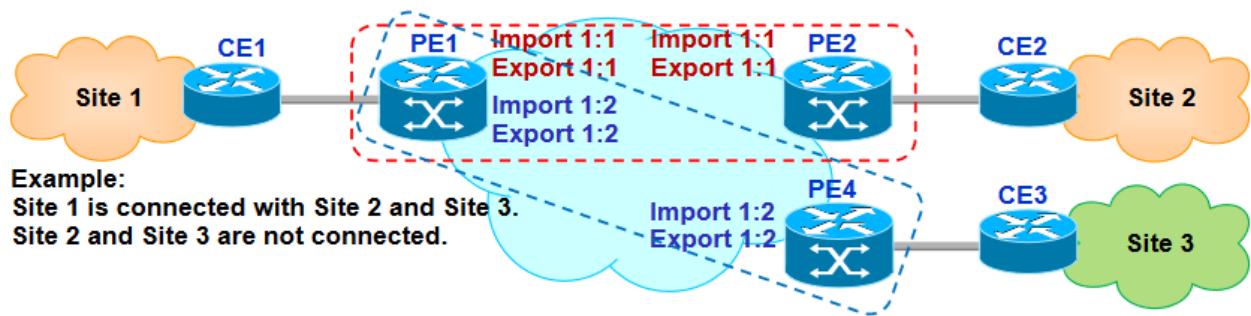 CE1
PE1
Import 1:1
Export 1:1
Import 1:1
Export 1:1
PE2
CE2
Site 1
Import 1:2
Export 1:2
Site 2
Example:
Site 1 is connected with Site 2 and Site 3.
Site 2 and Site 3 are not connected.
PE4
CE3
Import 1:2
Export 1:2
Site 3